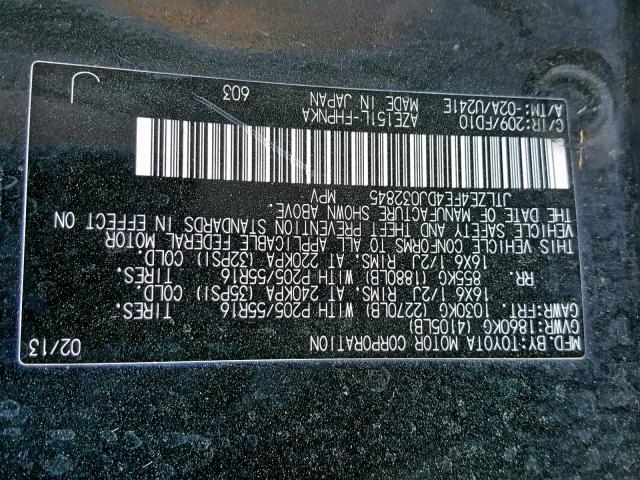 MFD.BY:TOYOTA MOTOR CORPORATION 02/13
GVWR:1860KG(4105LB)
GAWR:FRT. 1030KG (2270LB) WITH P205/55R16 TIRES.
16X6 1/2J RIMS. AT 240KPA (35PSI) COLD.
RR. 855KG (1880LB) WITH P205/55R16 TIRES.
16X6 1/2J RIMS. AT 220KPA (32PSI) COLD.
THIS VEHICLE CONFORMS TO ALL APPLICABLE FEDERAL MOTOR
VEHICLE SAFETY AND THEFT PREVENTION STANDARDS IN EFFECT ON
THE DATE OF MANUFACTURE SHOWN ABOVE.
JTLZE4FE4DJ032845 MPV
C/TR:209/FD10 AZE151L-FHPNKA 603
A/TM:-02A/U241E MADE IN JAPAN